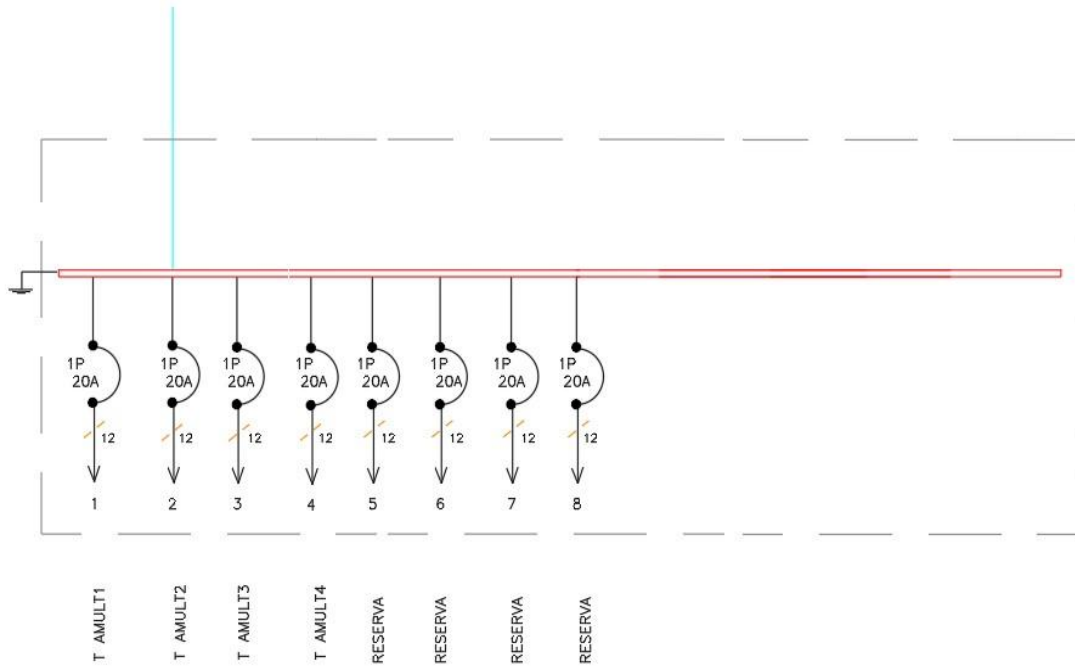 1P 1P 1P 1P 1P 1P 1P 1P
20A 20A 20A 20A 20A 20A 20A 20A
12 12 12 12 12 12 12 12
1 2 3 4 5 6 7 8
T AMULT1
T AMULT2
T AMULT3
T AMULT4
RESERVA
RESERVA
RESERVA
RESERVA